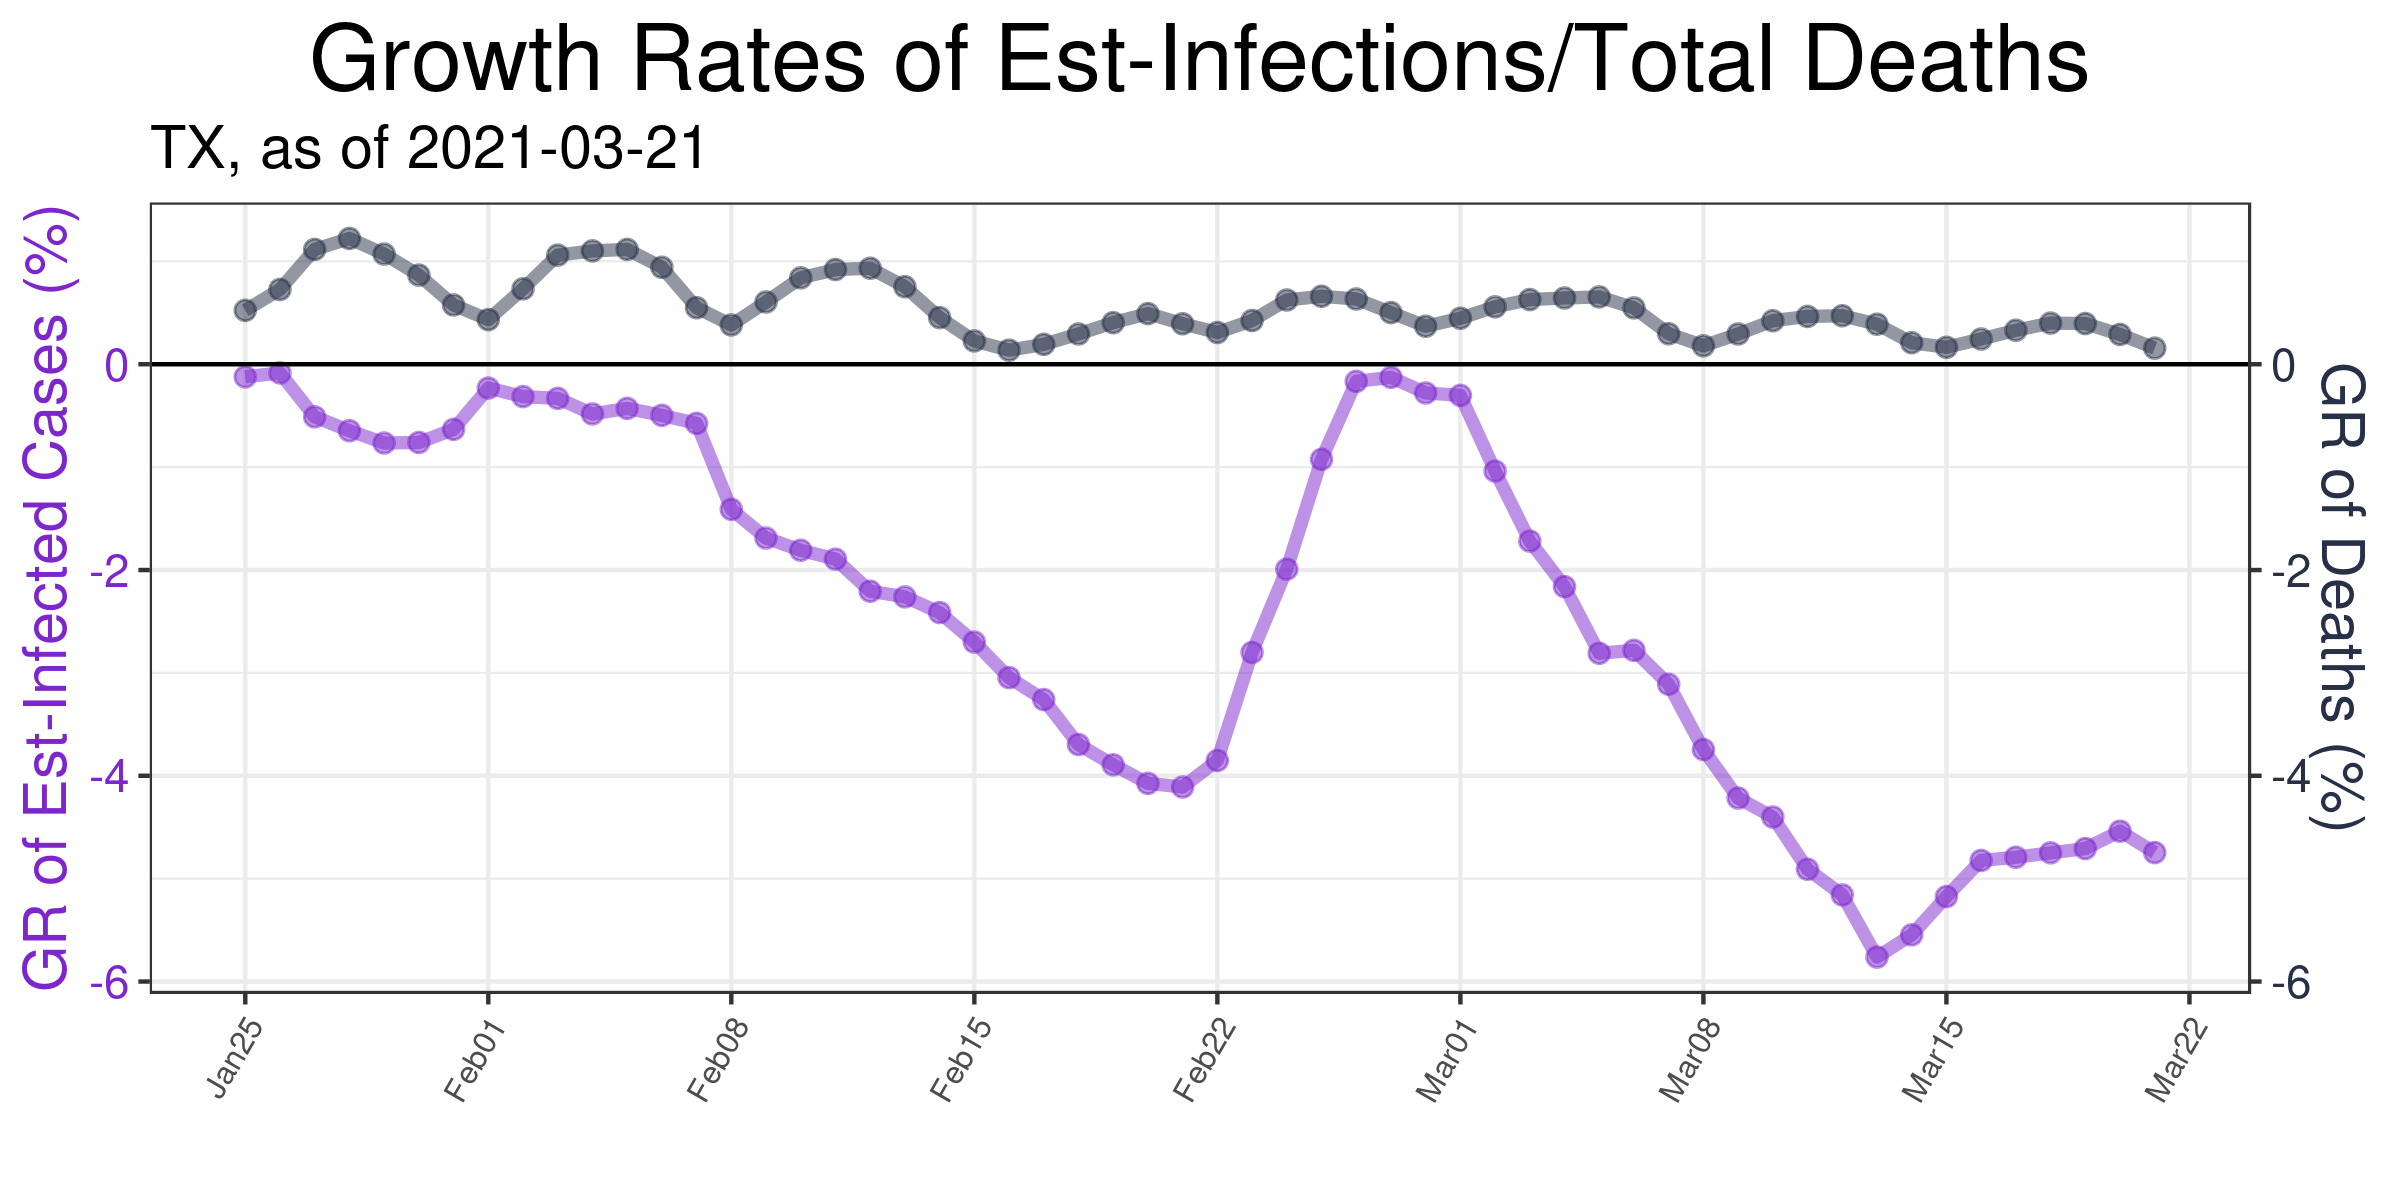 Growth Rates of Est-Infections/Total Deaths
TX, as of 2021-03-21
GR of Est-Infected Cases (%)
0
-2
-4
-6
0
-2
-4
-6
GR of Deaths (%)
Jan25
Feb01
Feb08
Feb15
Feb22
Mar01
Mar08
Mar15
Mar22